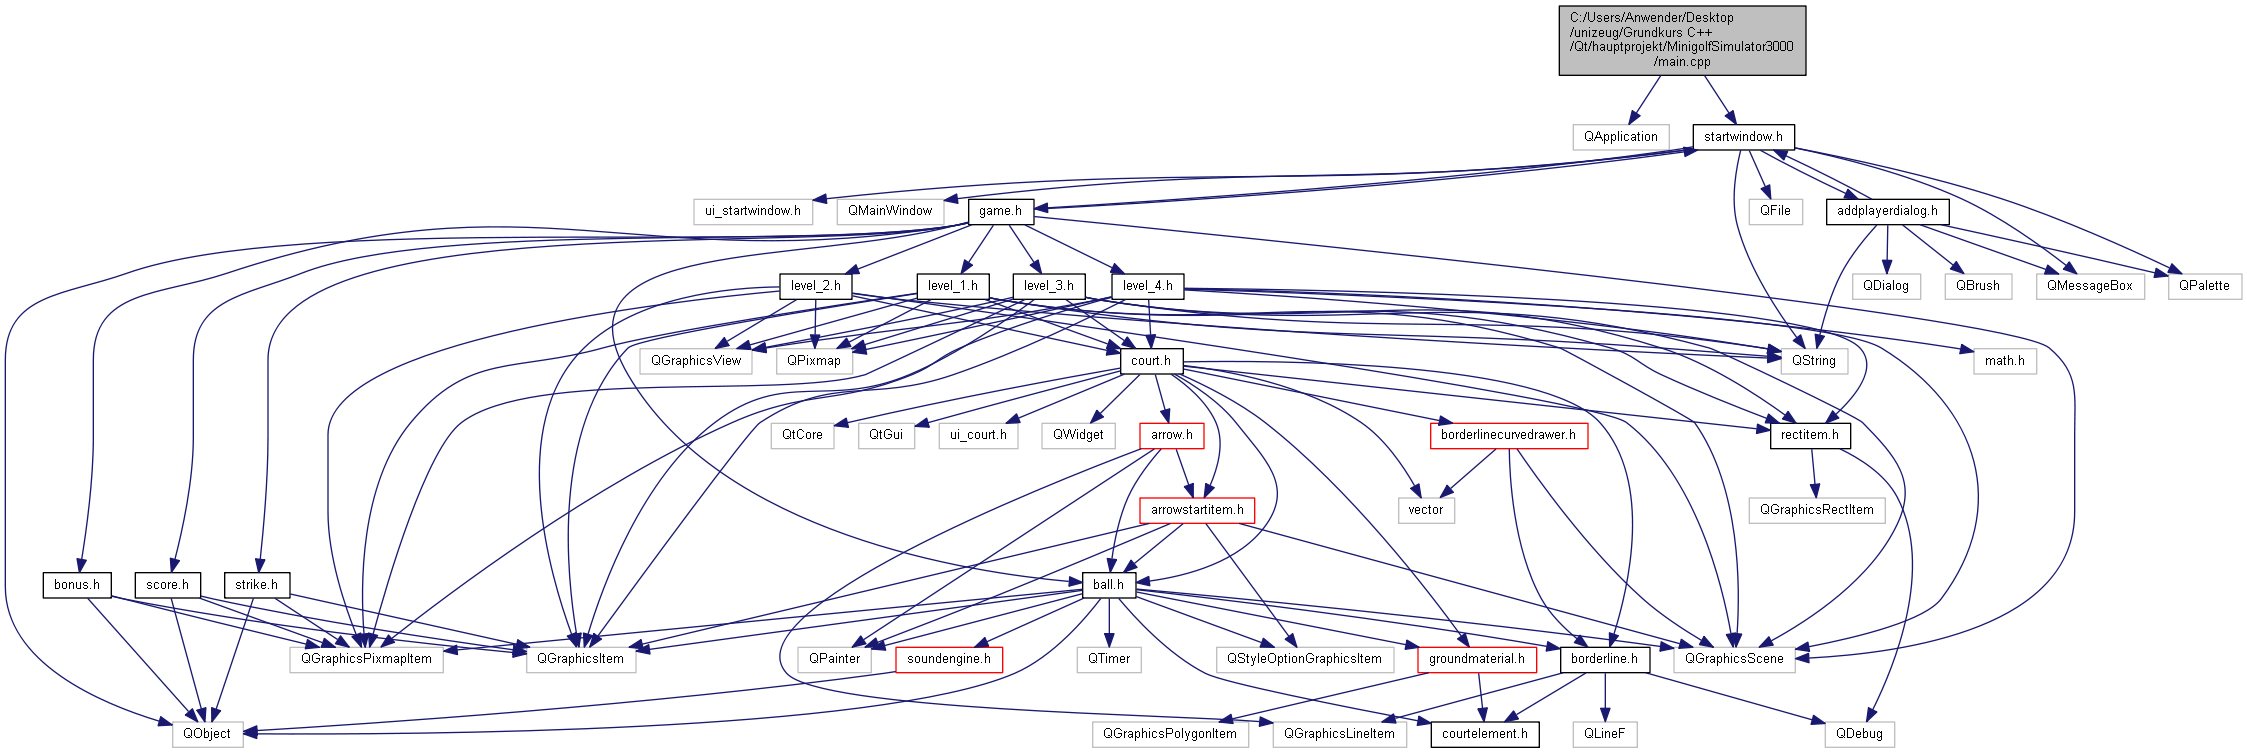 C:/Users/Anwender/Desktop
/unizeug/Grundkurs C++
/Qt/hauptprojekt/MinigolfSimulator3000
/main.cpp
QApplication
startwindow.h
ui_startwindow.h
QMainWindow
game.h
QFile
addplayerdialog.h
level_2.h
level_1.h
level_3.h
level_4.h
QDialog
QBrush
QMessageBox
QPalette
QGraphicsView
QPixmap
court.h
QString
math.h
QtCore
QtGui
ui_court.h
QWidget
arrow.h
borderlinecurvedrawer.h
rectitem.h
arrowstartitem.h
vector
QGraphicsRectItem
bonus.h
score.h
strike.h
ball.h
QGraphicsPixmapItem
QGraphicsItem
QPainter
soundengine.h
QTimer
QStyleOptionGraphicsItem
groundmaterial.h
borderline.h
QGraphicsScene
QObject
QGraphicsPolygonItem
QGraphicsLineItem
courtelement.h
QLineF
QDebug